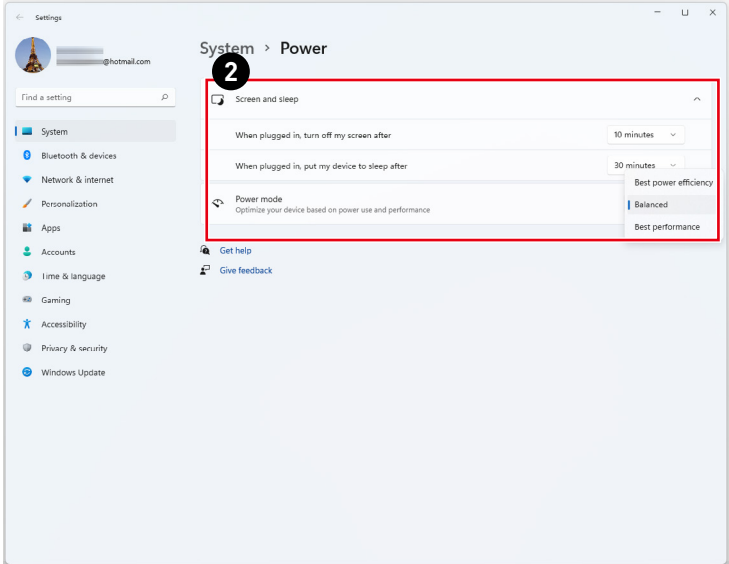 Settings
@hotmail.com
Find a setting
System
Bluetooth & devices
Network & internet
Personalization
Apps
Accounts
Time & language
Gaming
Accessibility
Privacy & security
Windows Update
System > Power
2
Screen and sleep
When plugged in, turn off my screen after
10 minutes
When plugged in, put my device to sleep after
30 minutes
Power mode
Optimize your device based on power use and performance
Best power efficiency
Balanced
Best performance
Get help
Give feedback